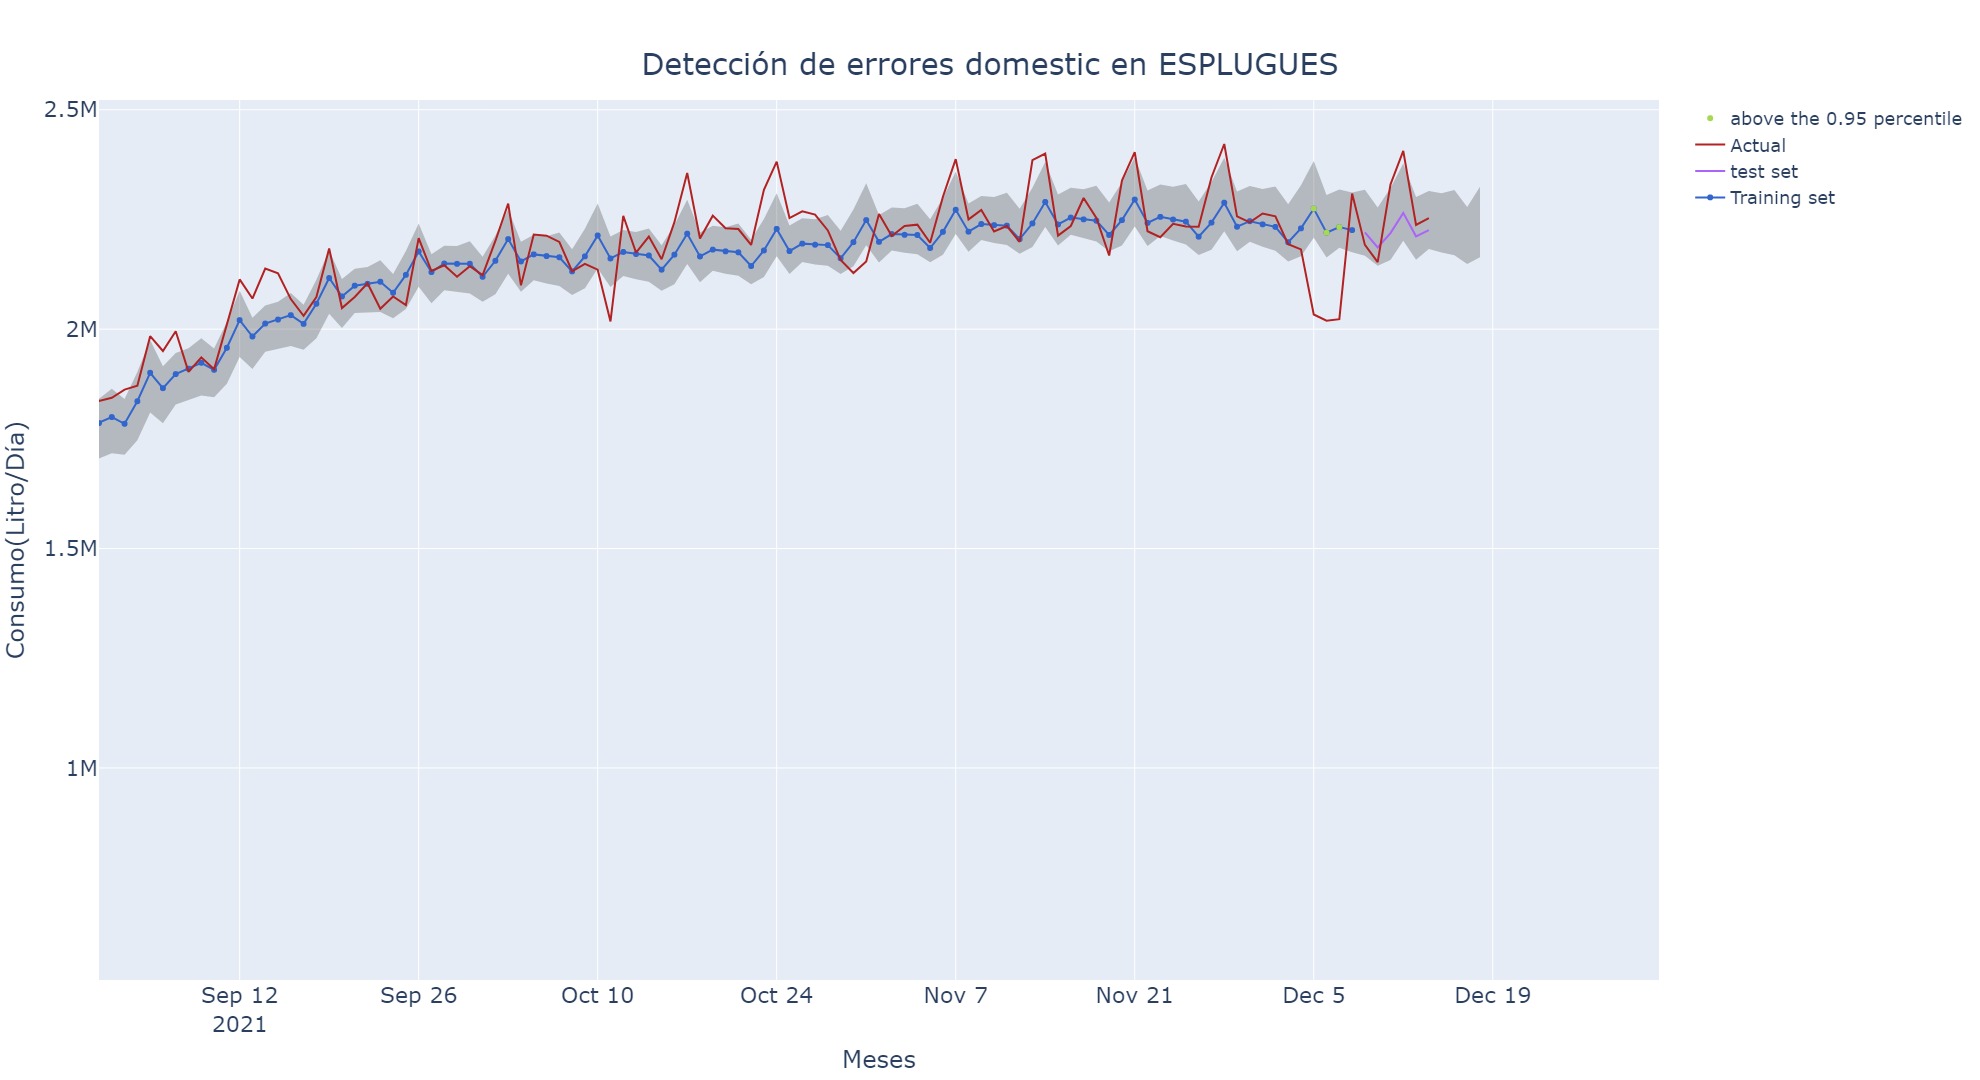 Detección de errores domestic en ESPLUGUES
2.5M
2M
1.5M
1M
Consumo(Litro/Día)
Sep 12
2021
Sep 26
Oct 10
Oct 24
Nov 7
Nov 21
Dec 5
Dec 19
Meses
above the 0.95 percentile
Actual
test set
Training set